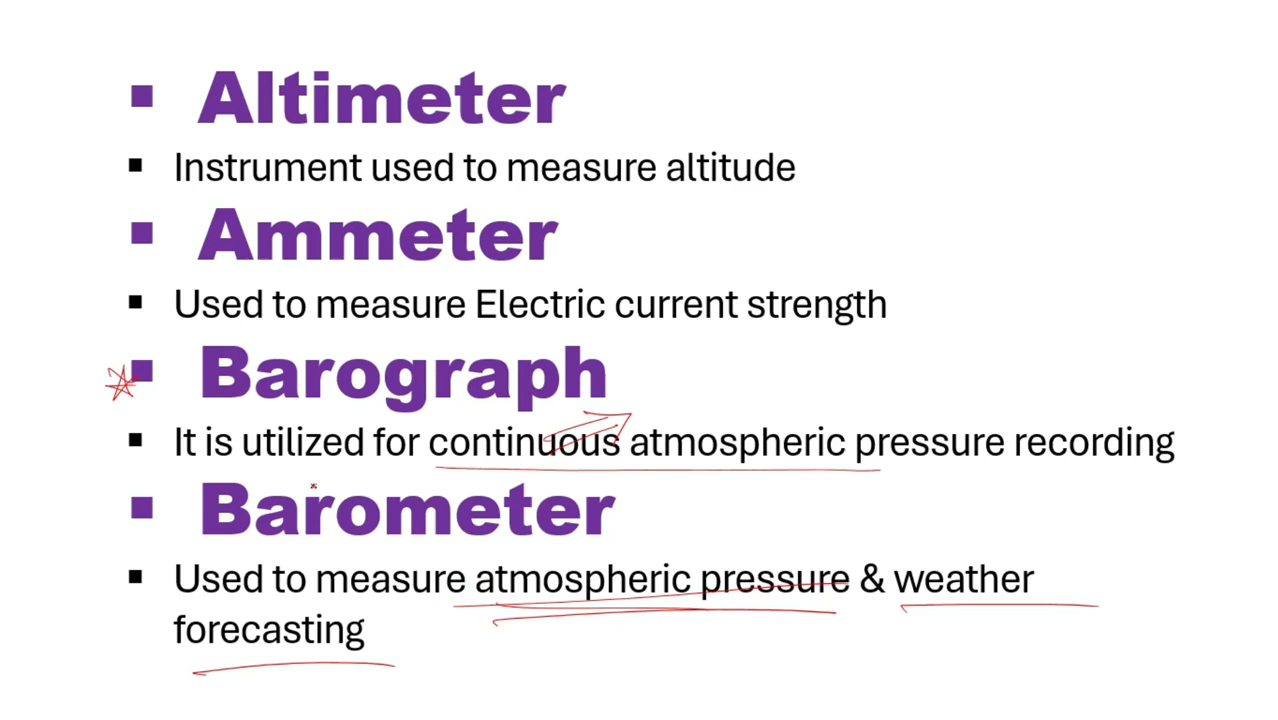 ▪ Altimeter
▪ Instrument used to measure altitude
▪ Ammeter
▪ Used to measure Electric current strength
▪ Barograph
▪ It is utilized for continuous atmospheric pressure recording
▪ Barometer
▪ Used to measure atmospheric pressure & weather
forecasting